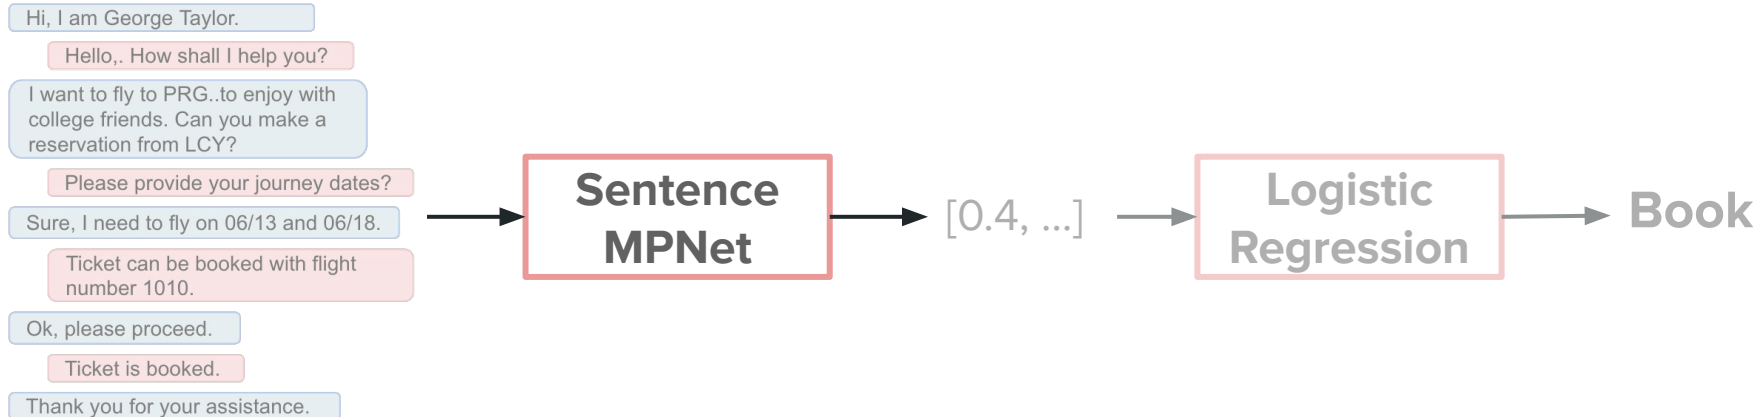 Hi, I am George Taylor.
Hello,. How shall I help you?
I want to fly to PRG..to enjoy with
college friends. Can you make a
reservation from LCY?
Please provide your journey dates?
Sure, I need to fly on 06/13 and 06/18.
Ticket can be booked with flight
number 1010.
Ok, please proceed.
Ticket is booked.
Thank you for your assistance.
Sentence
MPNet
[0.4, ...]
Logistic
Regression
Book